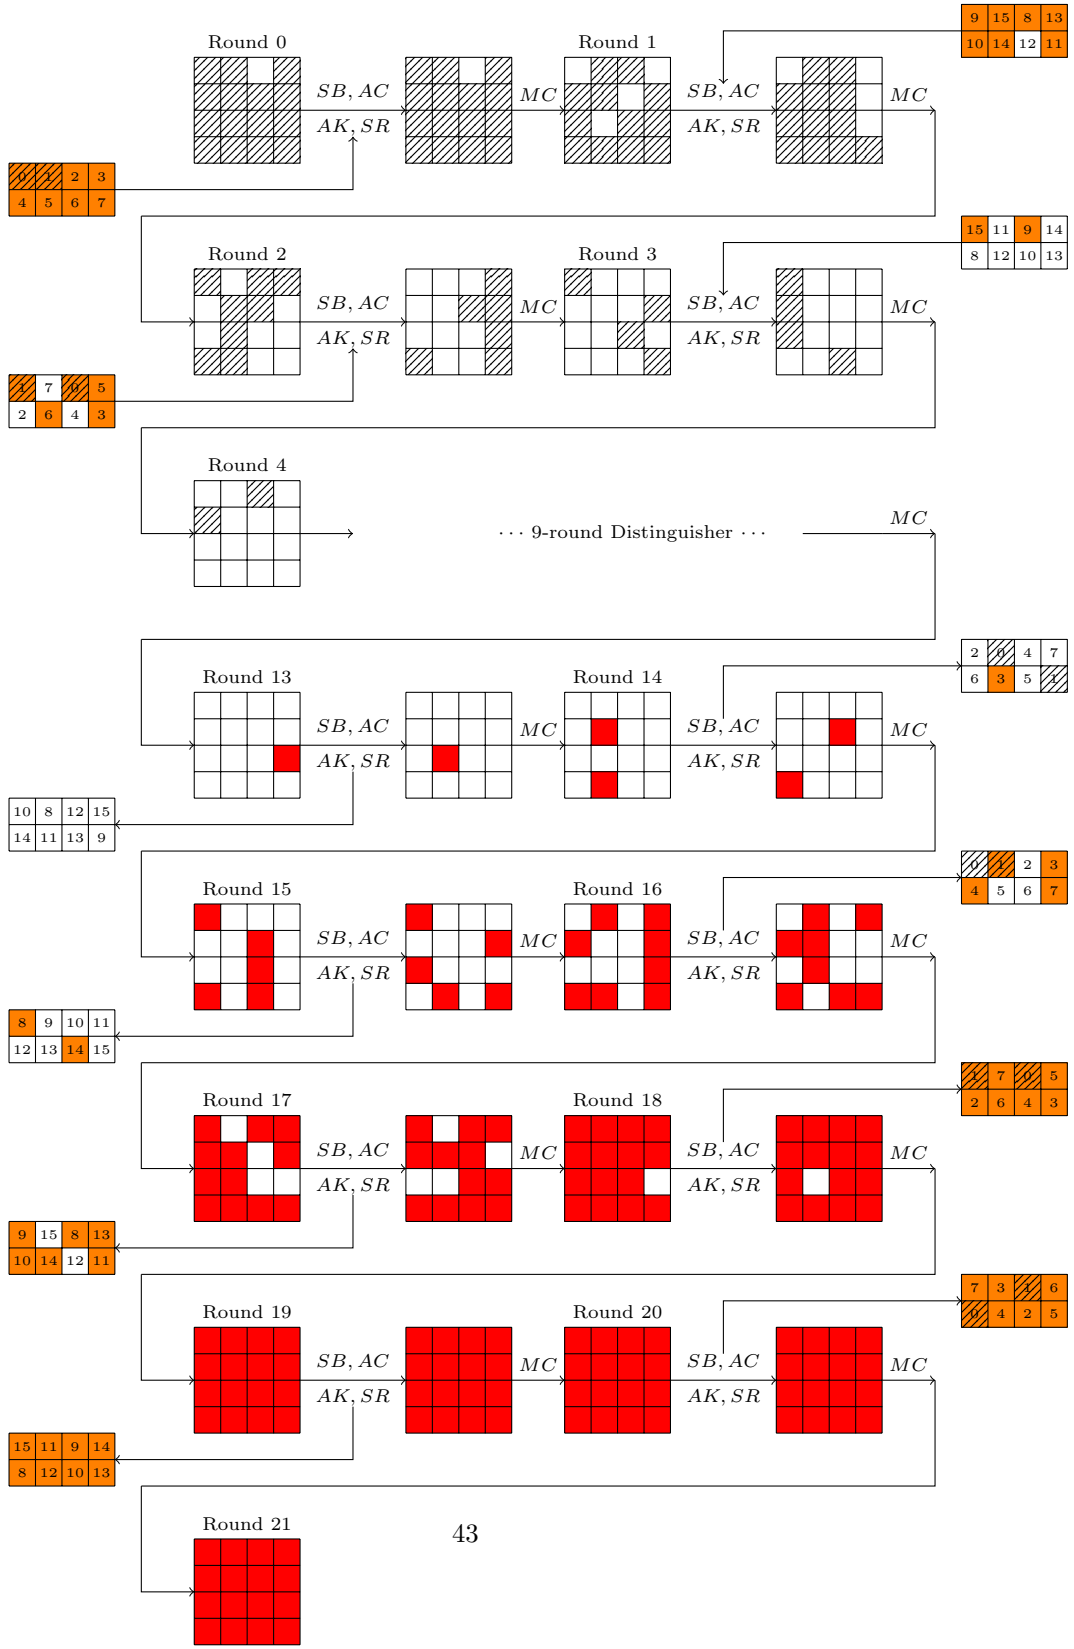 9 15 8 13
Round 0 Round 1
10 14 12 11
SB, AC MC SB, AC MC
AK, SR AK, SR
0 1 2 3
4 5 6 7
15 11 9 14
Round 2 Round 3
8 12 10 13
SB, AC MC SB, AC MC
AK, SR AK, SR
1 7 0 5
2 6 4 3
Round 4
MC
··· 9-round Distinguisher ···
2 0 4 7
Round 13 Round 14
6 3 5 1
SB, AC MC SB, AC MC
AK, SR AK, SR
10 8 12 15
14 11 13 9
0 1 2 3
Round 15 Round 16
4 5 6 7
SB, AC MC SB, AC MC
AK, SR AK, SR
8 9 10 11
12 13 14 15
1 7 0 5
Round 17 Round 18
2 6 4 3
SB, AC MC SB, AC MC
AK, SR AK, SR
9 15 8 13
10 14 12 11
7 3 1 6
Round 19 Round 20
0 4 2 5
SB, AC MC SB, AC MC
AK, SR AK, SR
15 11 9 14
8 12 10 13
Round 21
43